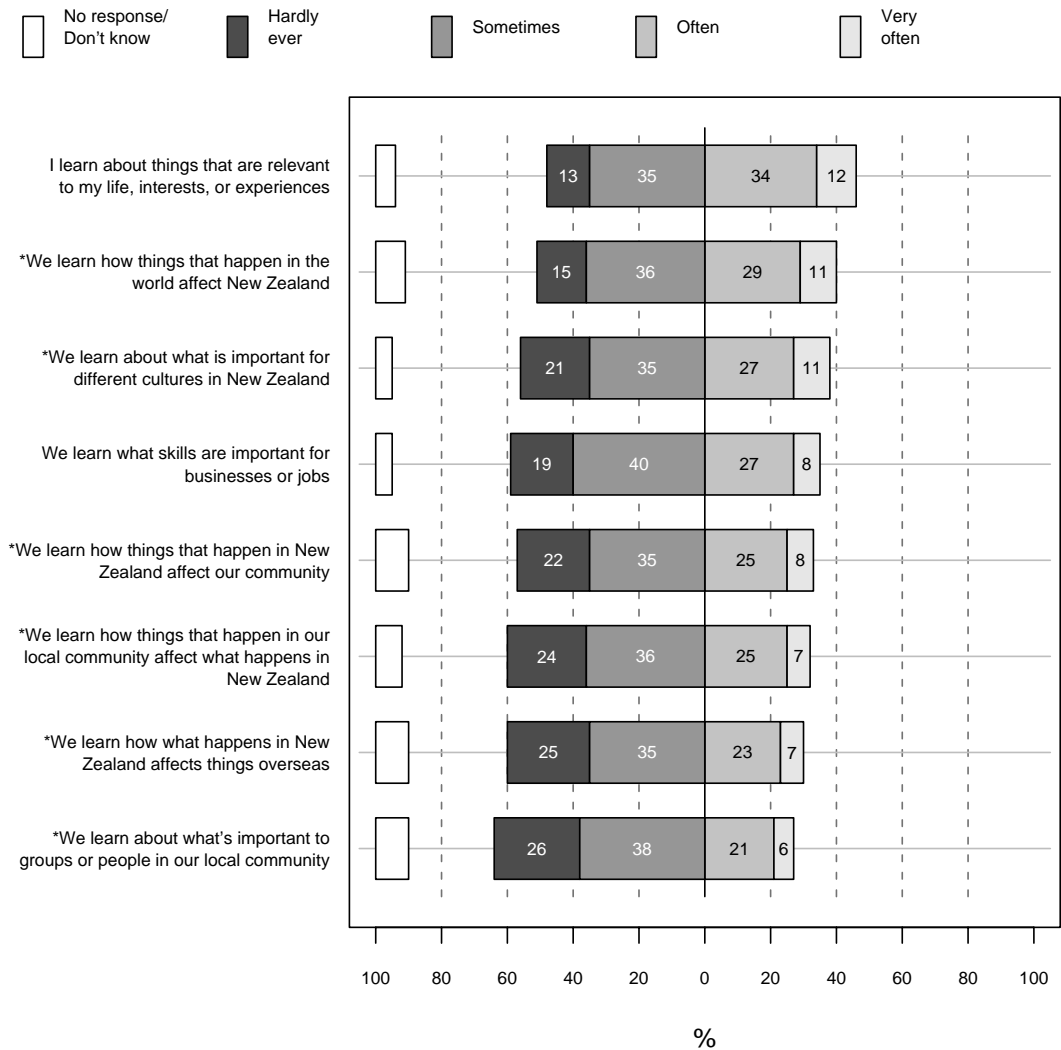 No response/
Don't know
Hardly
ever
Sometimes
Often
Very
often
I learn about things that are relevant
to my life, interests, or experiences
13 35 34 12
*We learn how things that happen in the
world affect New Zealand
15 36 29 11
*We learn about what is important for
different cultures in New Zealand
21 35 27 11
We learn what skills are important for
businesses or jobs
19 40 27 8
*We learn how things that happen in New
Zealand affect our community
22 35 25 8
*We learn how things that happen in our
local community affect what happens in
New Zealand
24 36 25 7
*We learn how what happens in New
Zealand affects things overseas
25 35 23 7
*We learn about what's important to
groups or people in our local community
26 38 21 6
100 80 60 40 20 0 20 40 60 80 100
%